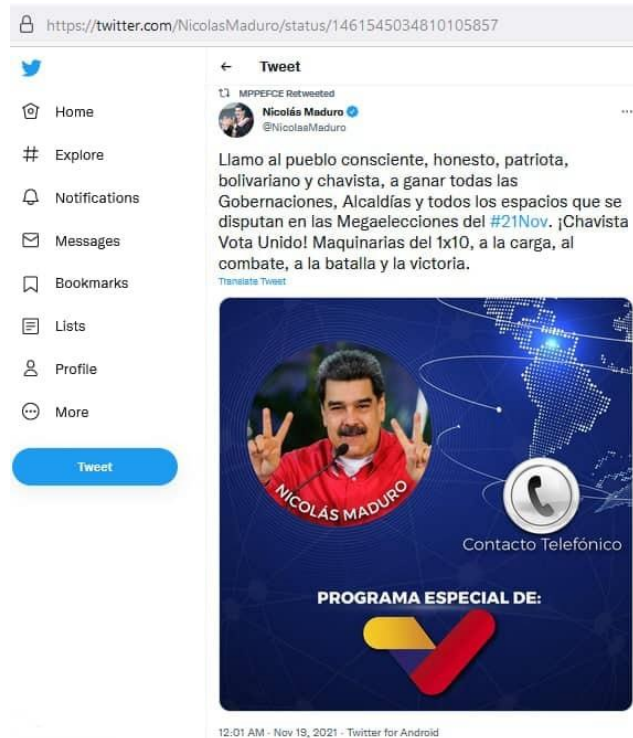 https://twitter.com/NicolasMaduro/status/1461545034810105857
Home
Explore
Notifications
Messages
Bookmarks
Lists
Profile
More
Tweet
Tweet
MPPEFCE Retweeted
Nicolás Maduro
@NicolasMaduro
Llamo al pueblo consciente, honesto, patriota,
bolivariano y chavista, a ganar todas las
Gobernaciones, Alcaldías y todos los espacios que se
disputan en las Megaelecciones del #21Nov. ¡Chavista
Vota Unido! Maquinarias del 1x10, a la carga, al
combate, a la batalla y la victoria.
Translate Tweet
NICOLÁS MADURO
Contacto Telefónico
PROGRAMA ESPECIAL DE:
12:01 AM - Nov 19, 2021 - Twitter for Android